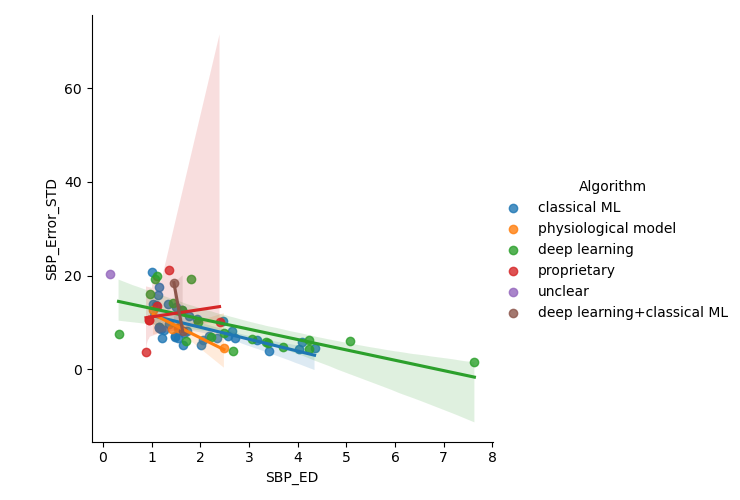 60
40
20
0
SBP_Error_STD
0 1 2 3 4 5 6 7 8
SBP_ED
Algorithm
classical ML
physiological model
deep learning
proprietary
unclear
deep learning+classical ML